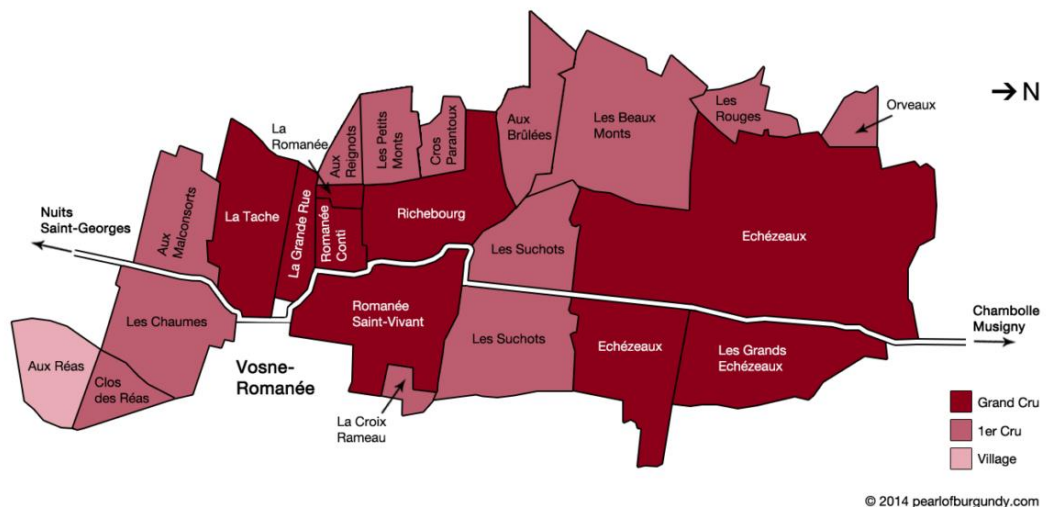 Nuits
Saint-Georges
Aux
Malconsorts
La Tache
La
Romanée
La Grande Rue
Romanée
Conti
Aux
Reignots
Les Petits
Monts
Cros
Parantoux
Richebourg
Aux
Brûlées
Les Beaux
Monts
Les
Rouges
Orveaux
N
Les Suchots
Echézeaux
Les Chaumes
Aux Réas
Clos
des Réas
Vosne-
Romanée
Romanée
Saint-Vivant
La Croix
Rameau
Les Suchots
Echézeaux
Les Grands
Echézeaux
Chambolle
Musigny
Grand Cru
1er Cru
Village
© 2014 pearlofburgundy.com